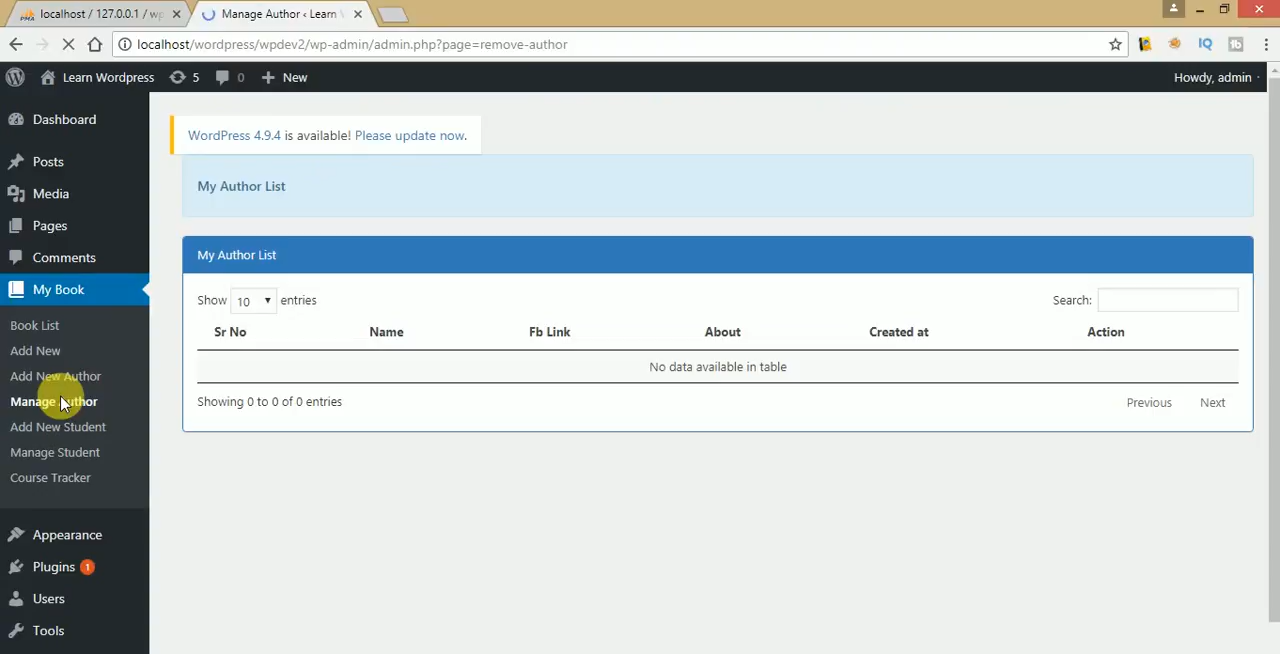 localhost / 127.0.0.1 / wp
Manage Author ‹ Learn
localhost/wordpress/wpdev2/wp-admin/admin.php?page=remove-author
Learn Wordpress 5 0 New Howdy, admin
Dashboard
Posts
Media
Pages
Comments
My Book
Book List
Add New
Add New Author
Manage Author
Add New Student
Manage Student
Course Tracker
Appearance
Plugins 1
Users
Tools
WordPress 4.9.4 is available! Please update now.
My Author List
My Author List
Show 10 entries Search:
Sr No Name Fb Link About Created at Action
No data available in table
Showing 0 to 0 of 0 entries Previous Next